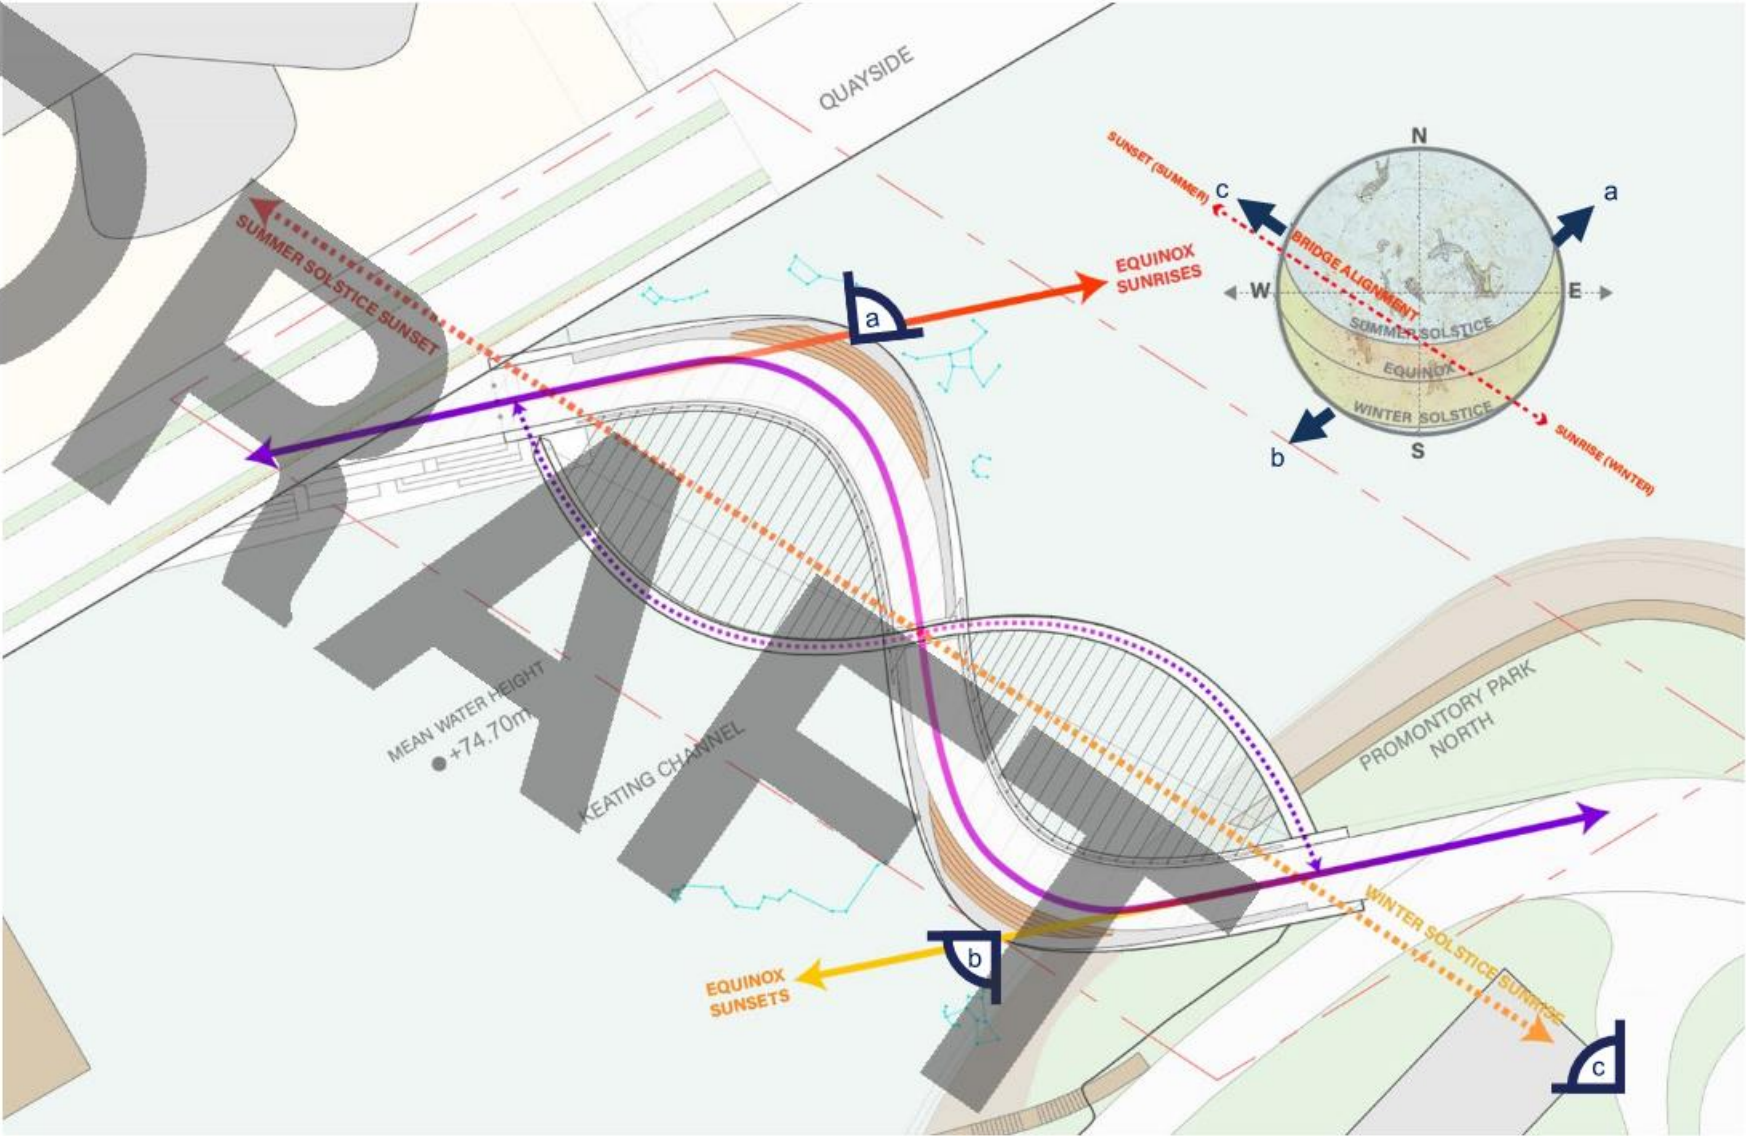 DRAFT
QUAYSIDE
SUMMER SOLSTICE SUNSET
EQUINOX
SUNRISES
a
SUNSET (SUMMER)
c
N
a
BRIDGE ALIGNMENT
W
E
SUMMER SOLSTICE
EQUINOX
WINTER SOLSTICE
b
S
SUNRISE (WINTER)
MEAN WATER HEIGHT
+74.70m
KEATING CHANNEL
PROMONTORY PARK
NORTH
WINTER SOLSTICE SUNRISE
EQUINOX
SUNSETS
b
c